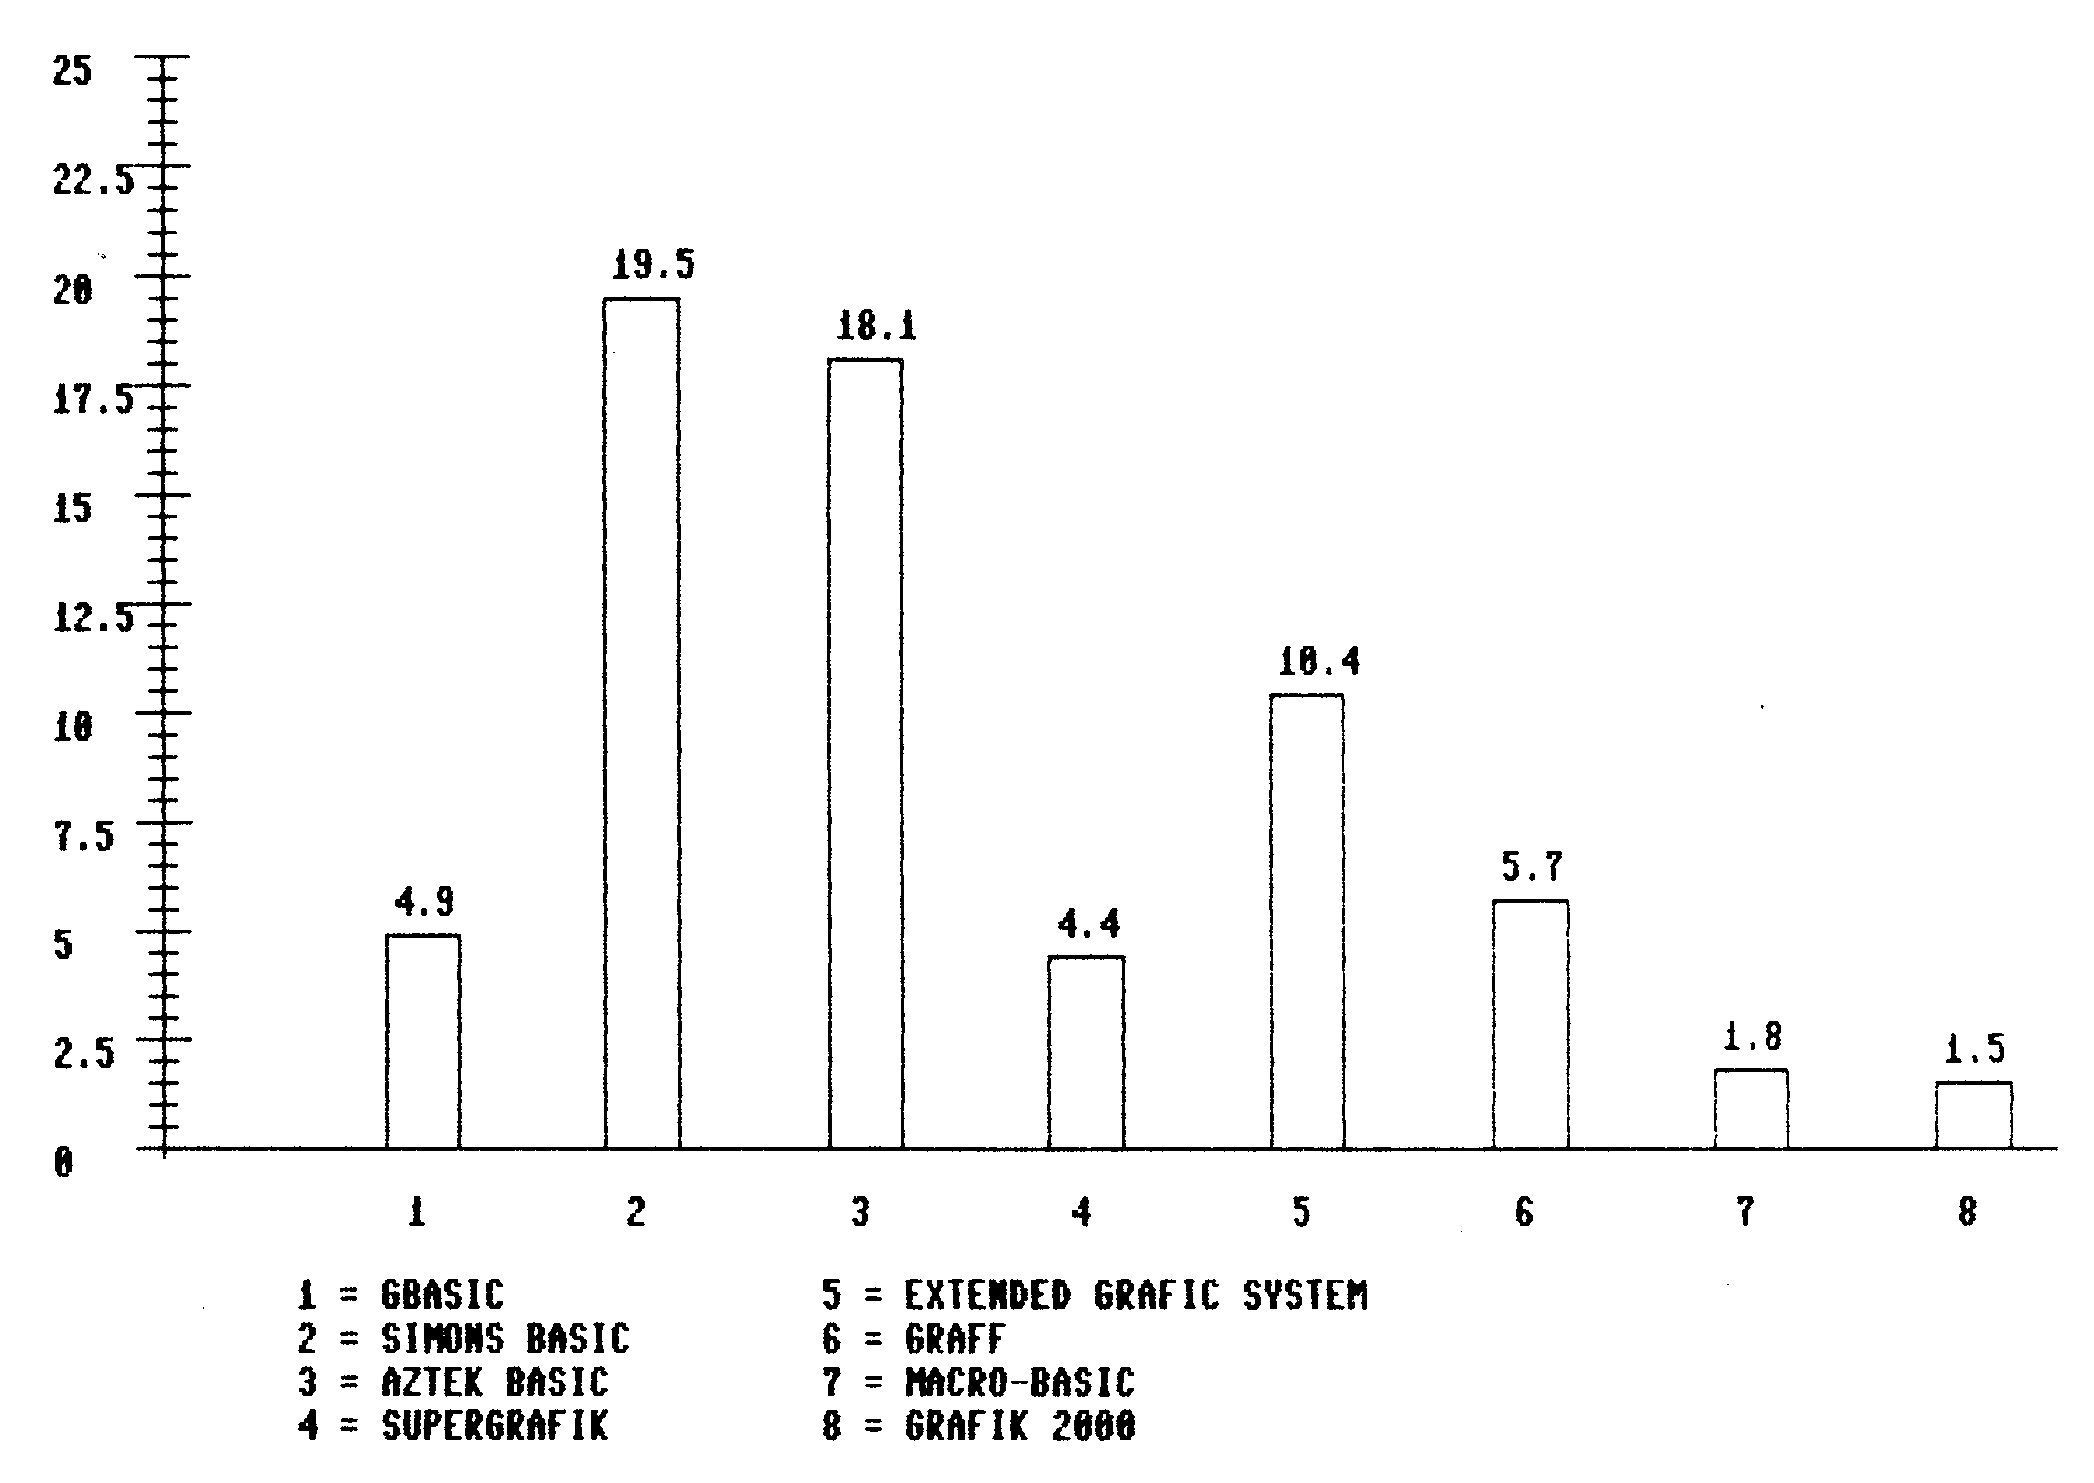 25
22.5
20
17.5
15
12.5
10
7.5
5
2.5
0
4.9
19.5
18.1
4.4
10.4
5.7
1.8
1.5
1 2 3 4 5 6 7 8
1 = GBASIC
2 = SIMONS BASIC
3 = AZTEK BASIC
4 = SUPERGRAFIK
5 = EXTENDED GRAFIC SYSTEM
6 = GRAFF
7 = MACRO-BASIC
8 = GRAFIK 2000